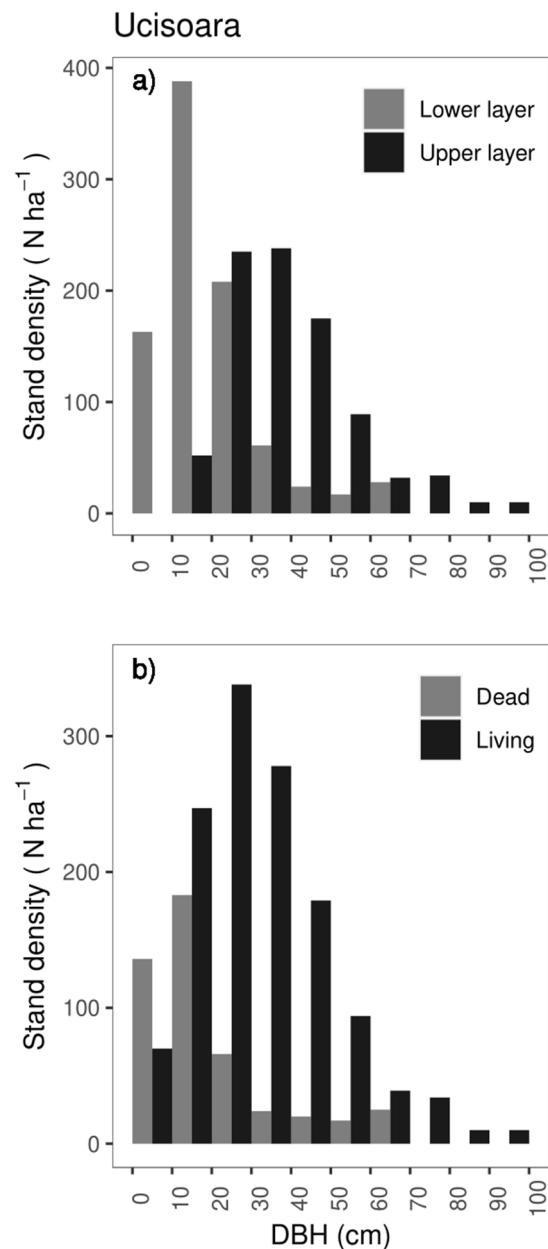 Ucisoara
a)
Lower layer
Upper layer
Stand density ( N ha⁻¹ )
400
300
200
100
0
0 10 20 30 40 50 60 70 80 90 100
b)
Dead
Living
Stand density ( N ha⁻¹ )
300
200
100
0
0 10 20 30 40 50 60 70 80 90 100
DBH (cm)